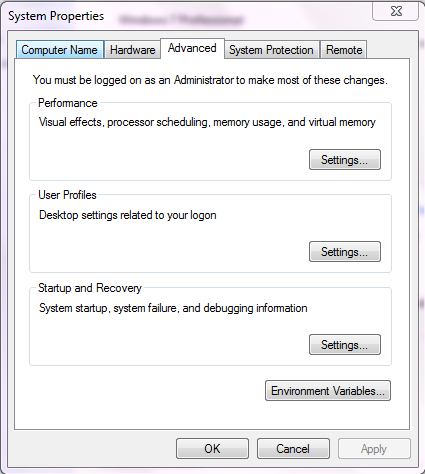 Windows 7 Professional
System Properties
Computer Name
Hardware
Advanced
System Protection
Remote
You must be logged on as an Administrator to make most of these changes.
Performance
Visual effects, processor scheduling, memory usage, and virtual memory
Settings...
User Profiles
Desktop settings related to your logon
Settings...
Startup and Recovery
System startup, system failure, and debugging information
Settings...
Environment Variables...
OK
Cancel
Apply